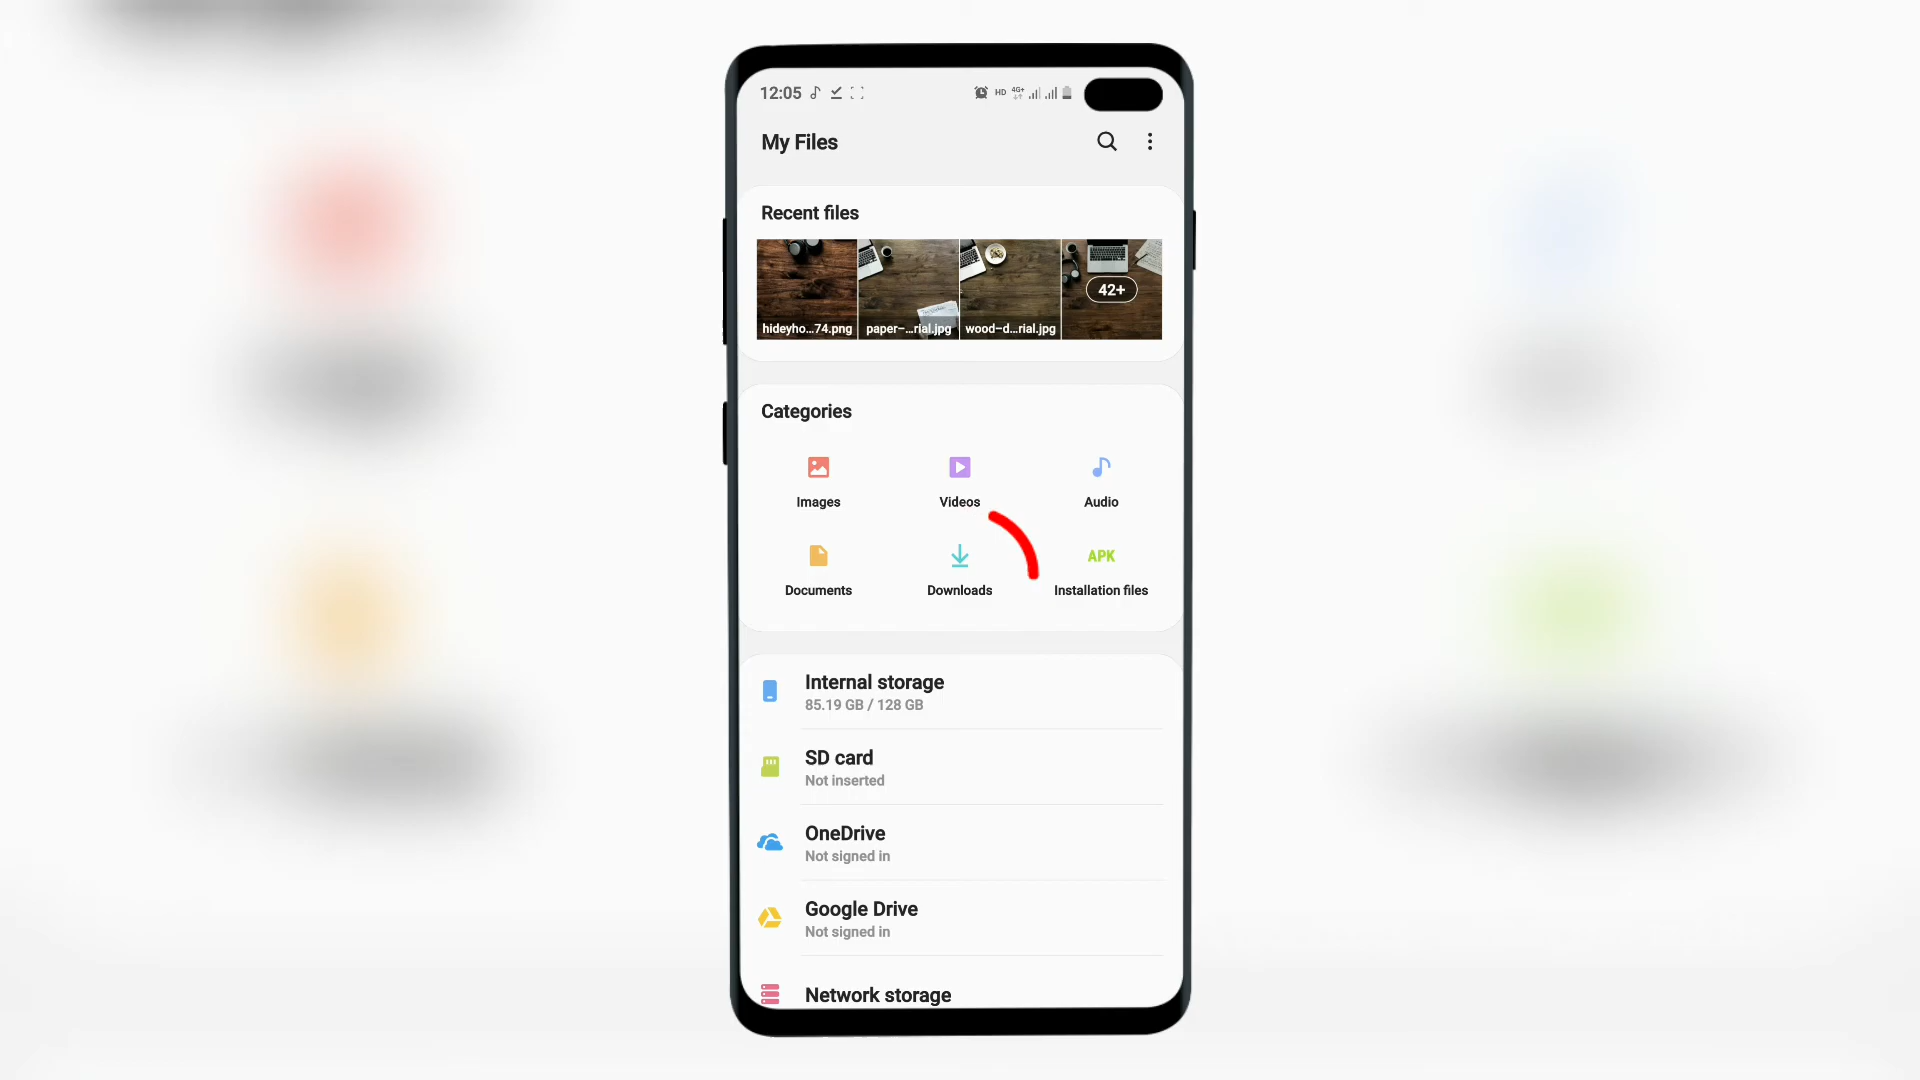 12:05
HD 4G+
My Files
Recent files
hideyho...74.png
paper-...rial.jpg
wood-d...rial.jpg
42+
Categories
Images
Videos
Audio
Documents
Downloads
APK
Installation files
Internal storage
85.19 GB / 128 GB
SD card
Not inserted
OneDrive
Not signed in
Google Drive
Not signed in
Network storage